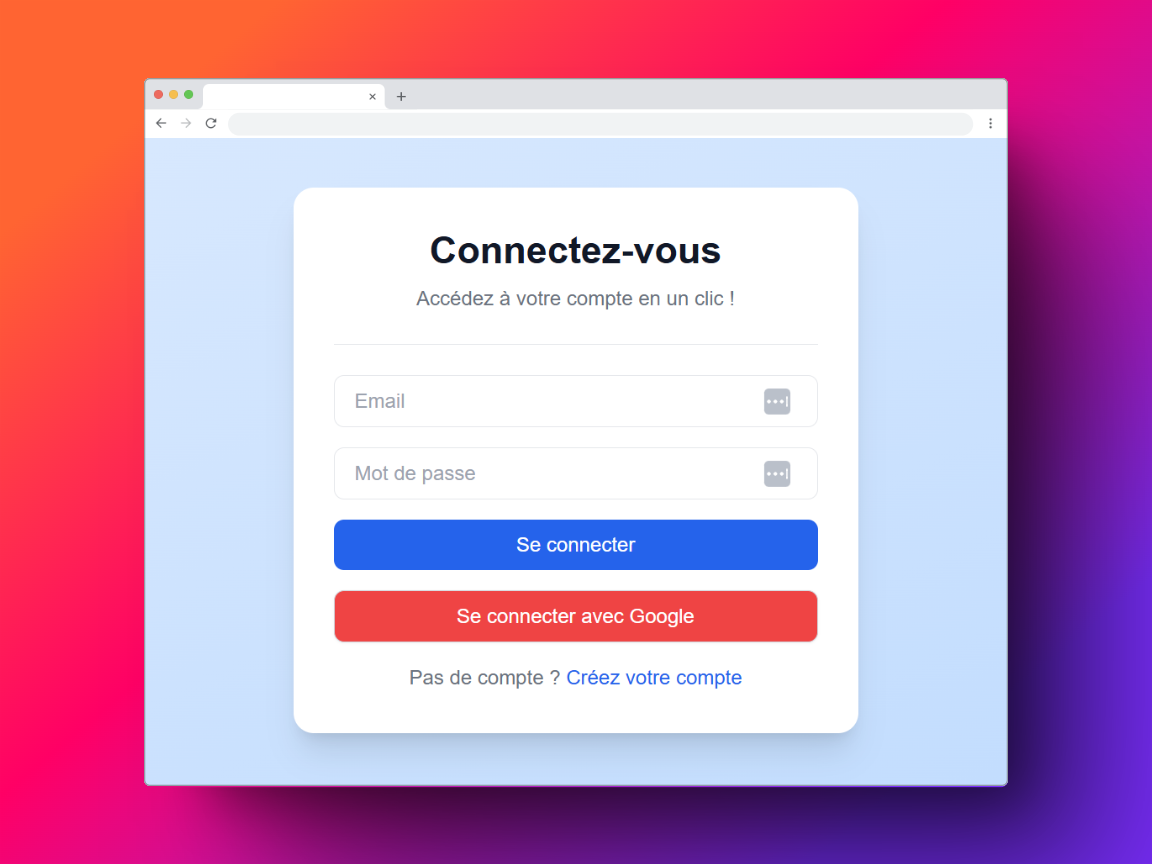 Connectez-vous
Accédez à votre compte en un clic !
Email
Mot de passe
Se connecter
Se connecter avec Google
Pas de compte ? Créez votre compte